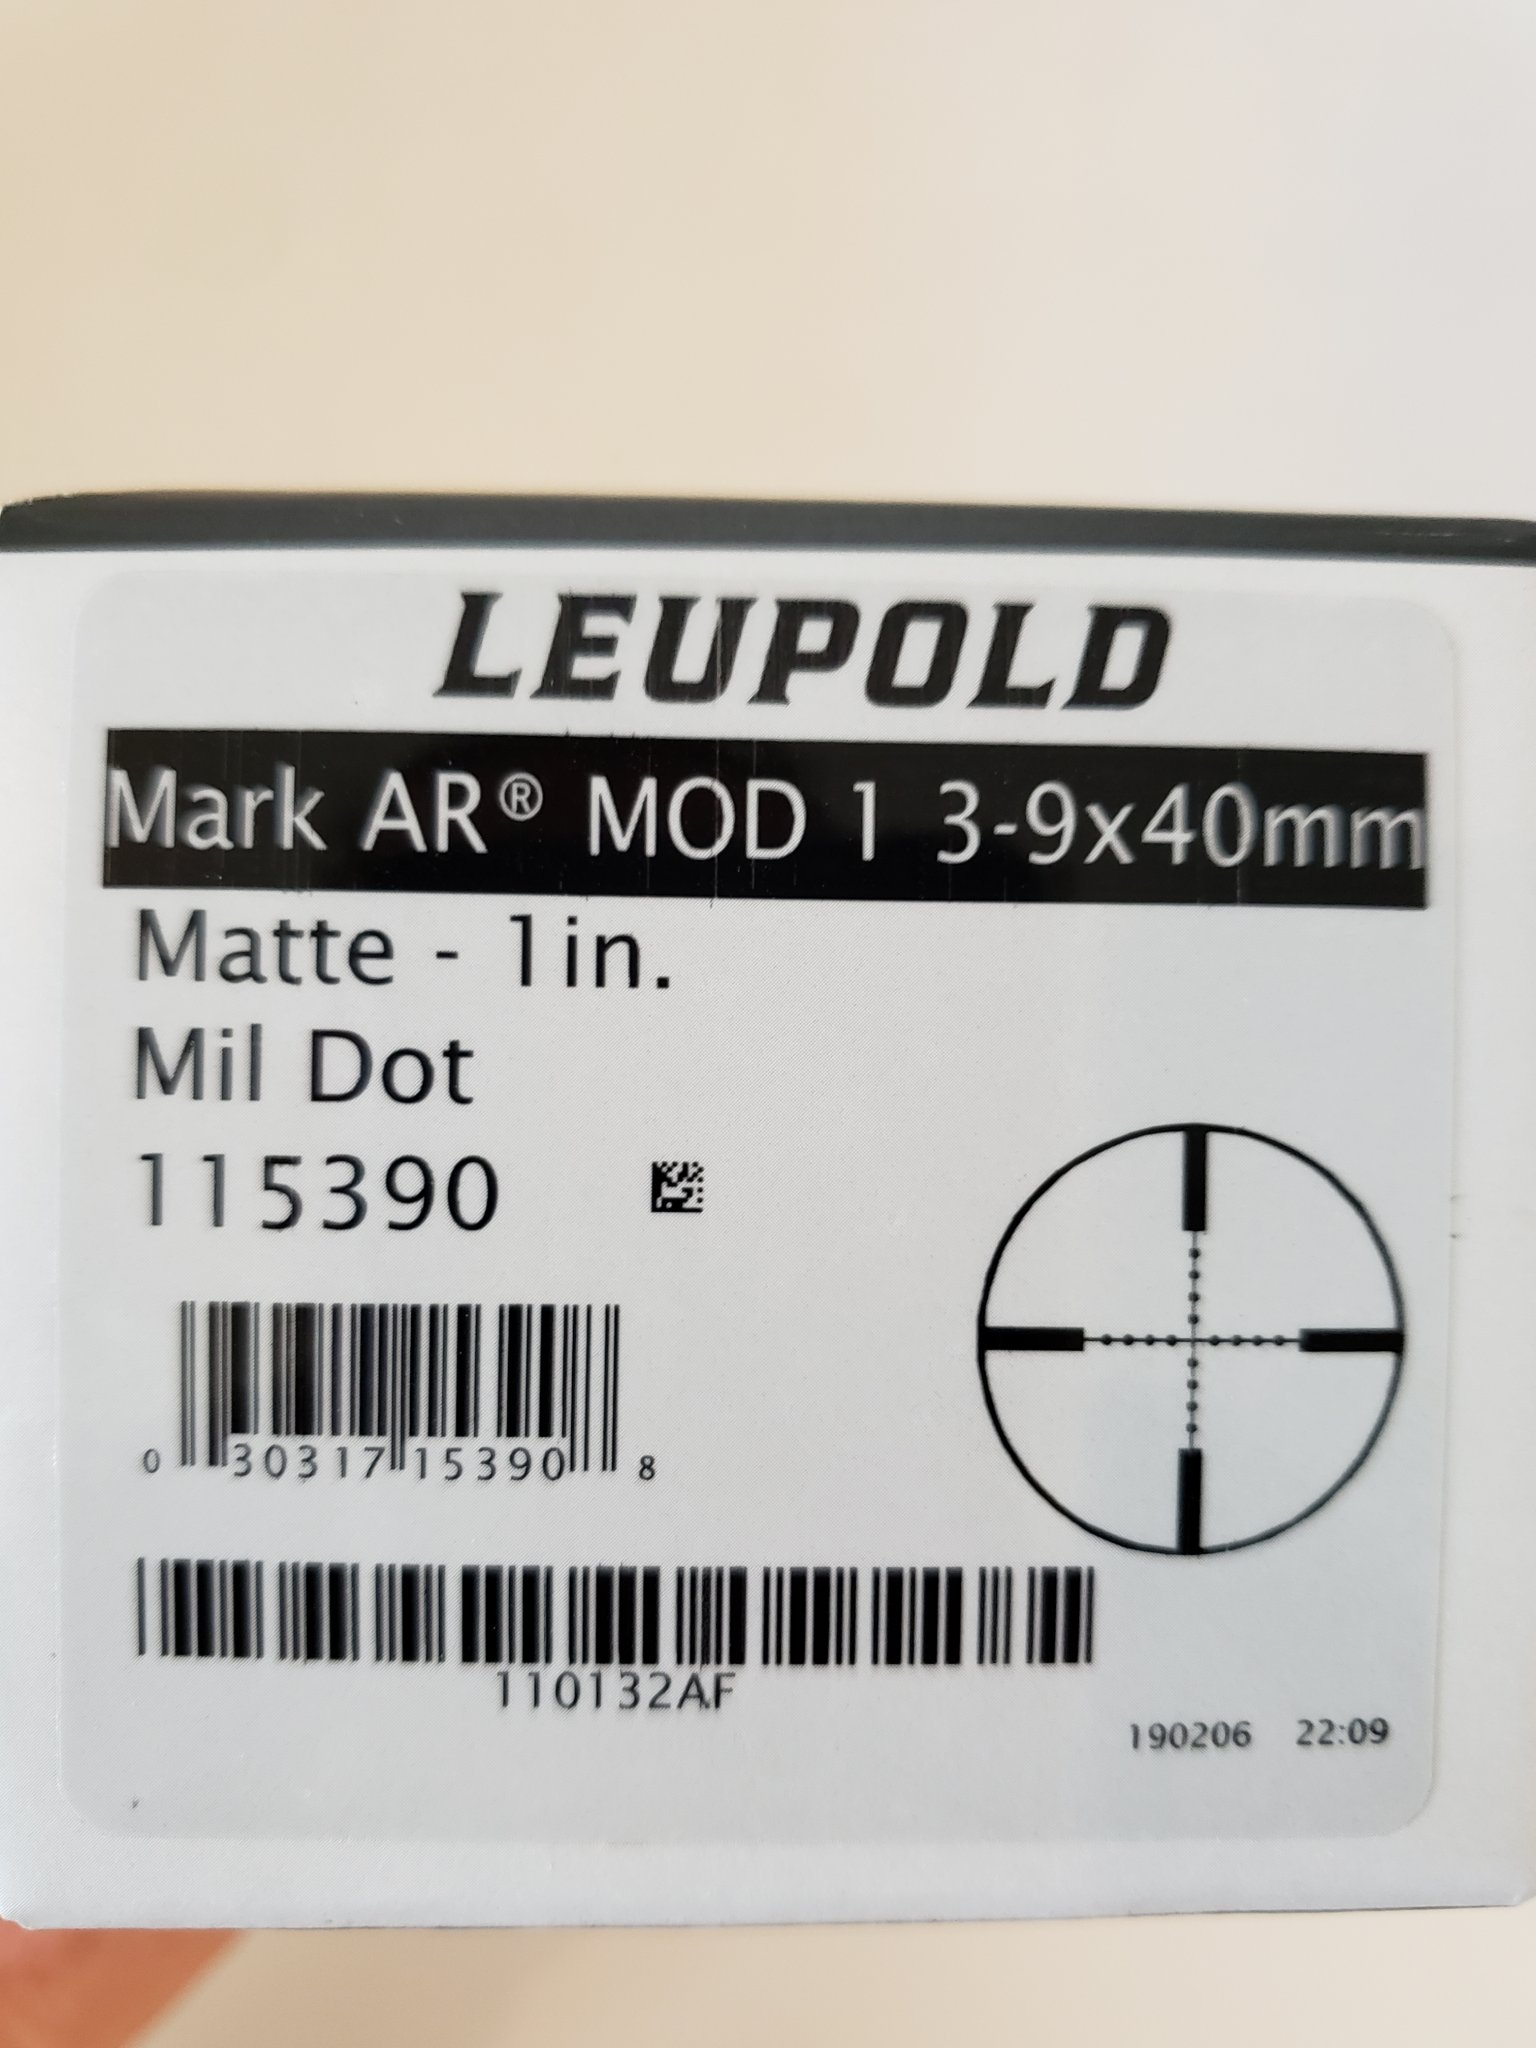 LEUPOLD
Mark AR® MOD 1 3-9x40mm
Matte - 1in.
Mil Dot
115390
0 30317 15390 8
110132AF
190206 22:09